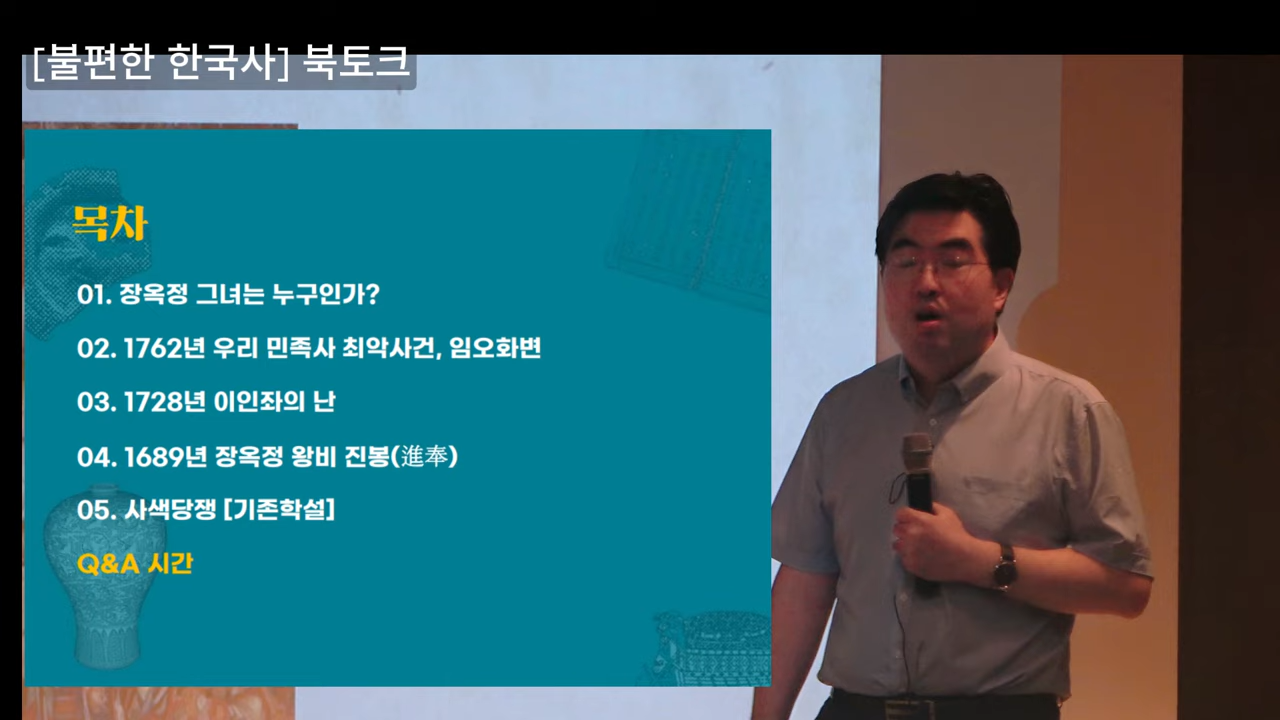 [불편한 한국사] 북토크
목차
01. 장옥정 그녀는 누구인가?
02. 1762년 우리 민족사 최악사건, 임오화변
03. 1728년 이인좌의 난
04. 1689년 장옥정 왕비 진봉(進奉)
05. 사색당쟁 [기존학설]
Q&A 시간